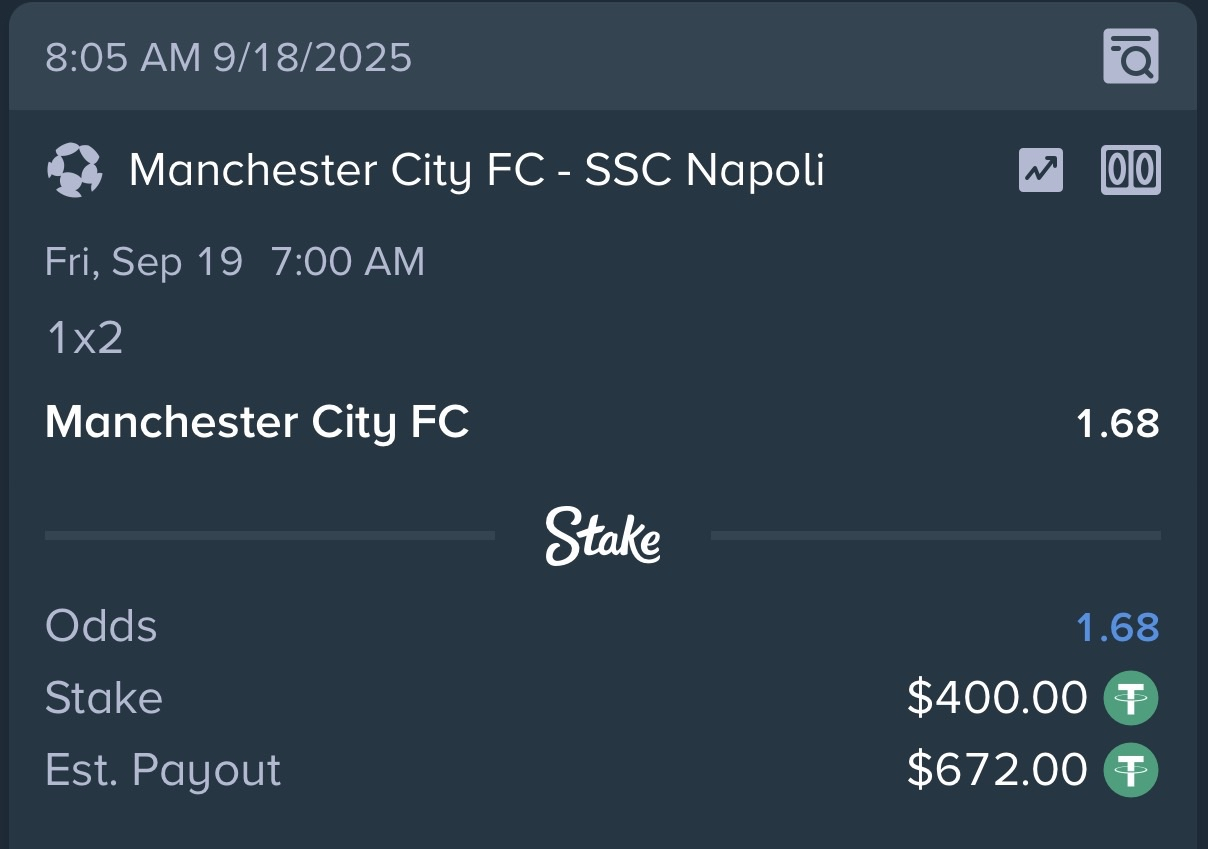 8:05 AM 9/18/2025
Manchester City FC - SSC Napoli
Fri, Sep 19 7:00 AM
1x2
Manchester City FC 1.68
Stake
Odds 1.68
Stake $400.00
Est. Payout $672.00